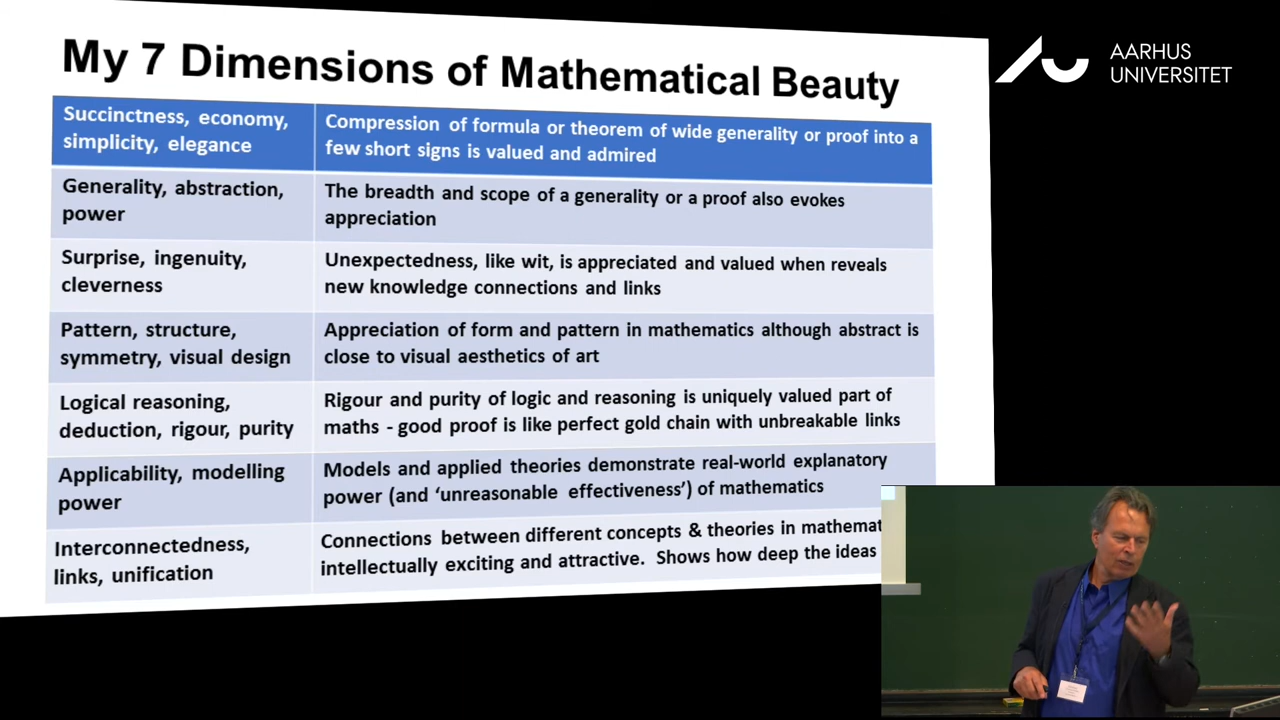 My 7 Dimensions of Mathematical Beauty
Succinctness, economy,
simplicity, elegance
Compression of formula or theorem of wide generality or proof into a
few short signs is valued and admired
Generality, abstraction,
power
The breadth and scope of a generality or a proof also evokes
appreciation
Surprise, ingenuity,
cleverness
Unexpectedness, like wit, is appreciated and valued when reveals
new knowledge connections and links
Pattern, structure,
symmetry, visual design
Appreciation of form and pattern in mathematics although abstract is
close to visual aesthetics of art
Logical reasoning,
deduction, rigour, purity
Rigour and purity of logic and reasoning is uniquely valued part of
maths - good proof is like perfect gold chain with unbreakable links
Applicability, modelling
power
Models and applied theories demonstrate real-world explanatory
power (and ‘unreasonable effectiveness’) of mathematics
Interconnectedness,
links, unification
Connections between different concepts & theories in mathemat
intellectually exciting and attractive. Shows how deep the ideas
AARHUS
UNIVERSITET